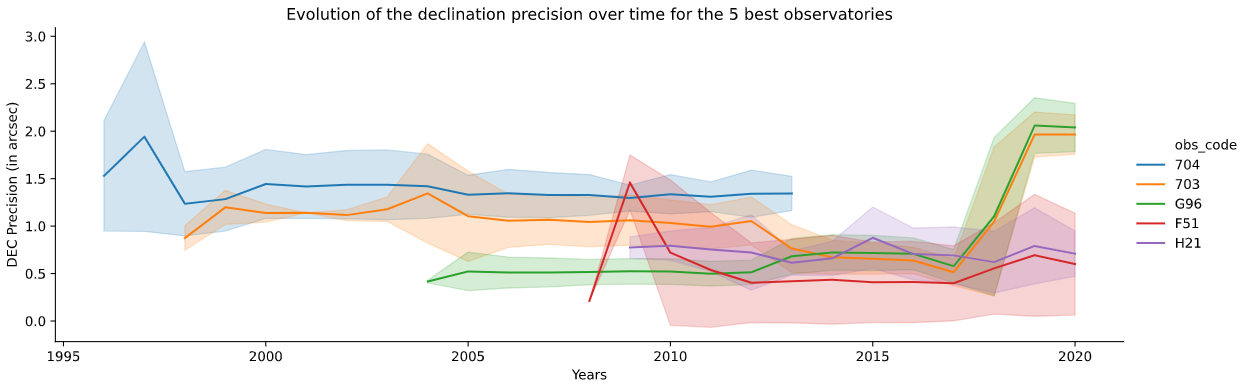 Evolution of the declination precision over time for the 5 best observatories
DEC Precision (in arcsec)
3.0
2.5
2.0
1.5
1.0
0.5
0.0
1995 2000 2005 2010 2015 2020
Years
obs_code
704
703
G96
F51
H21